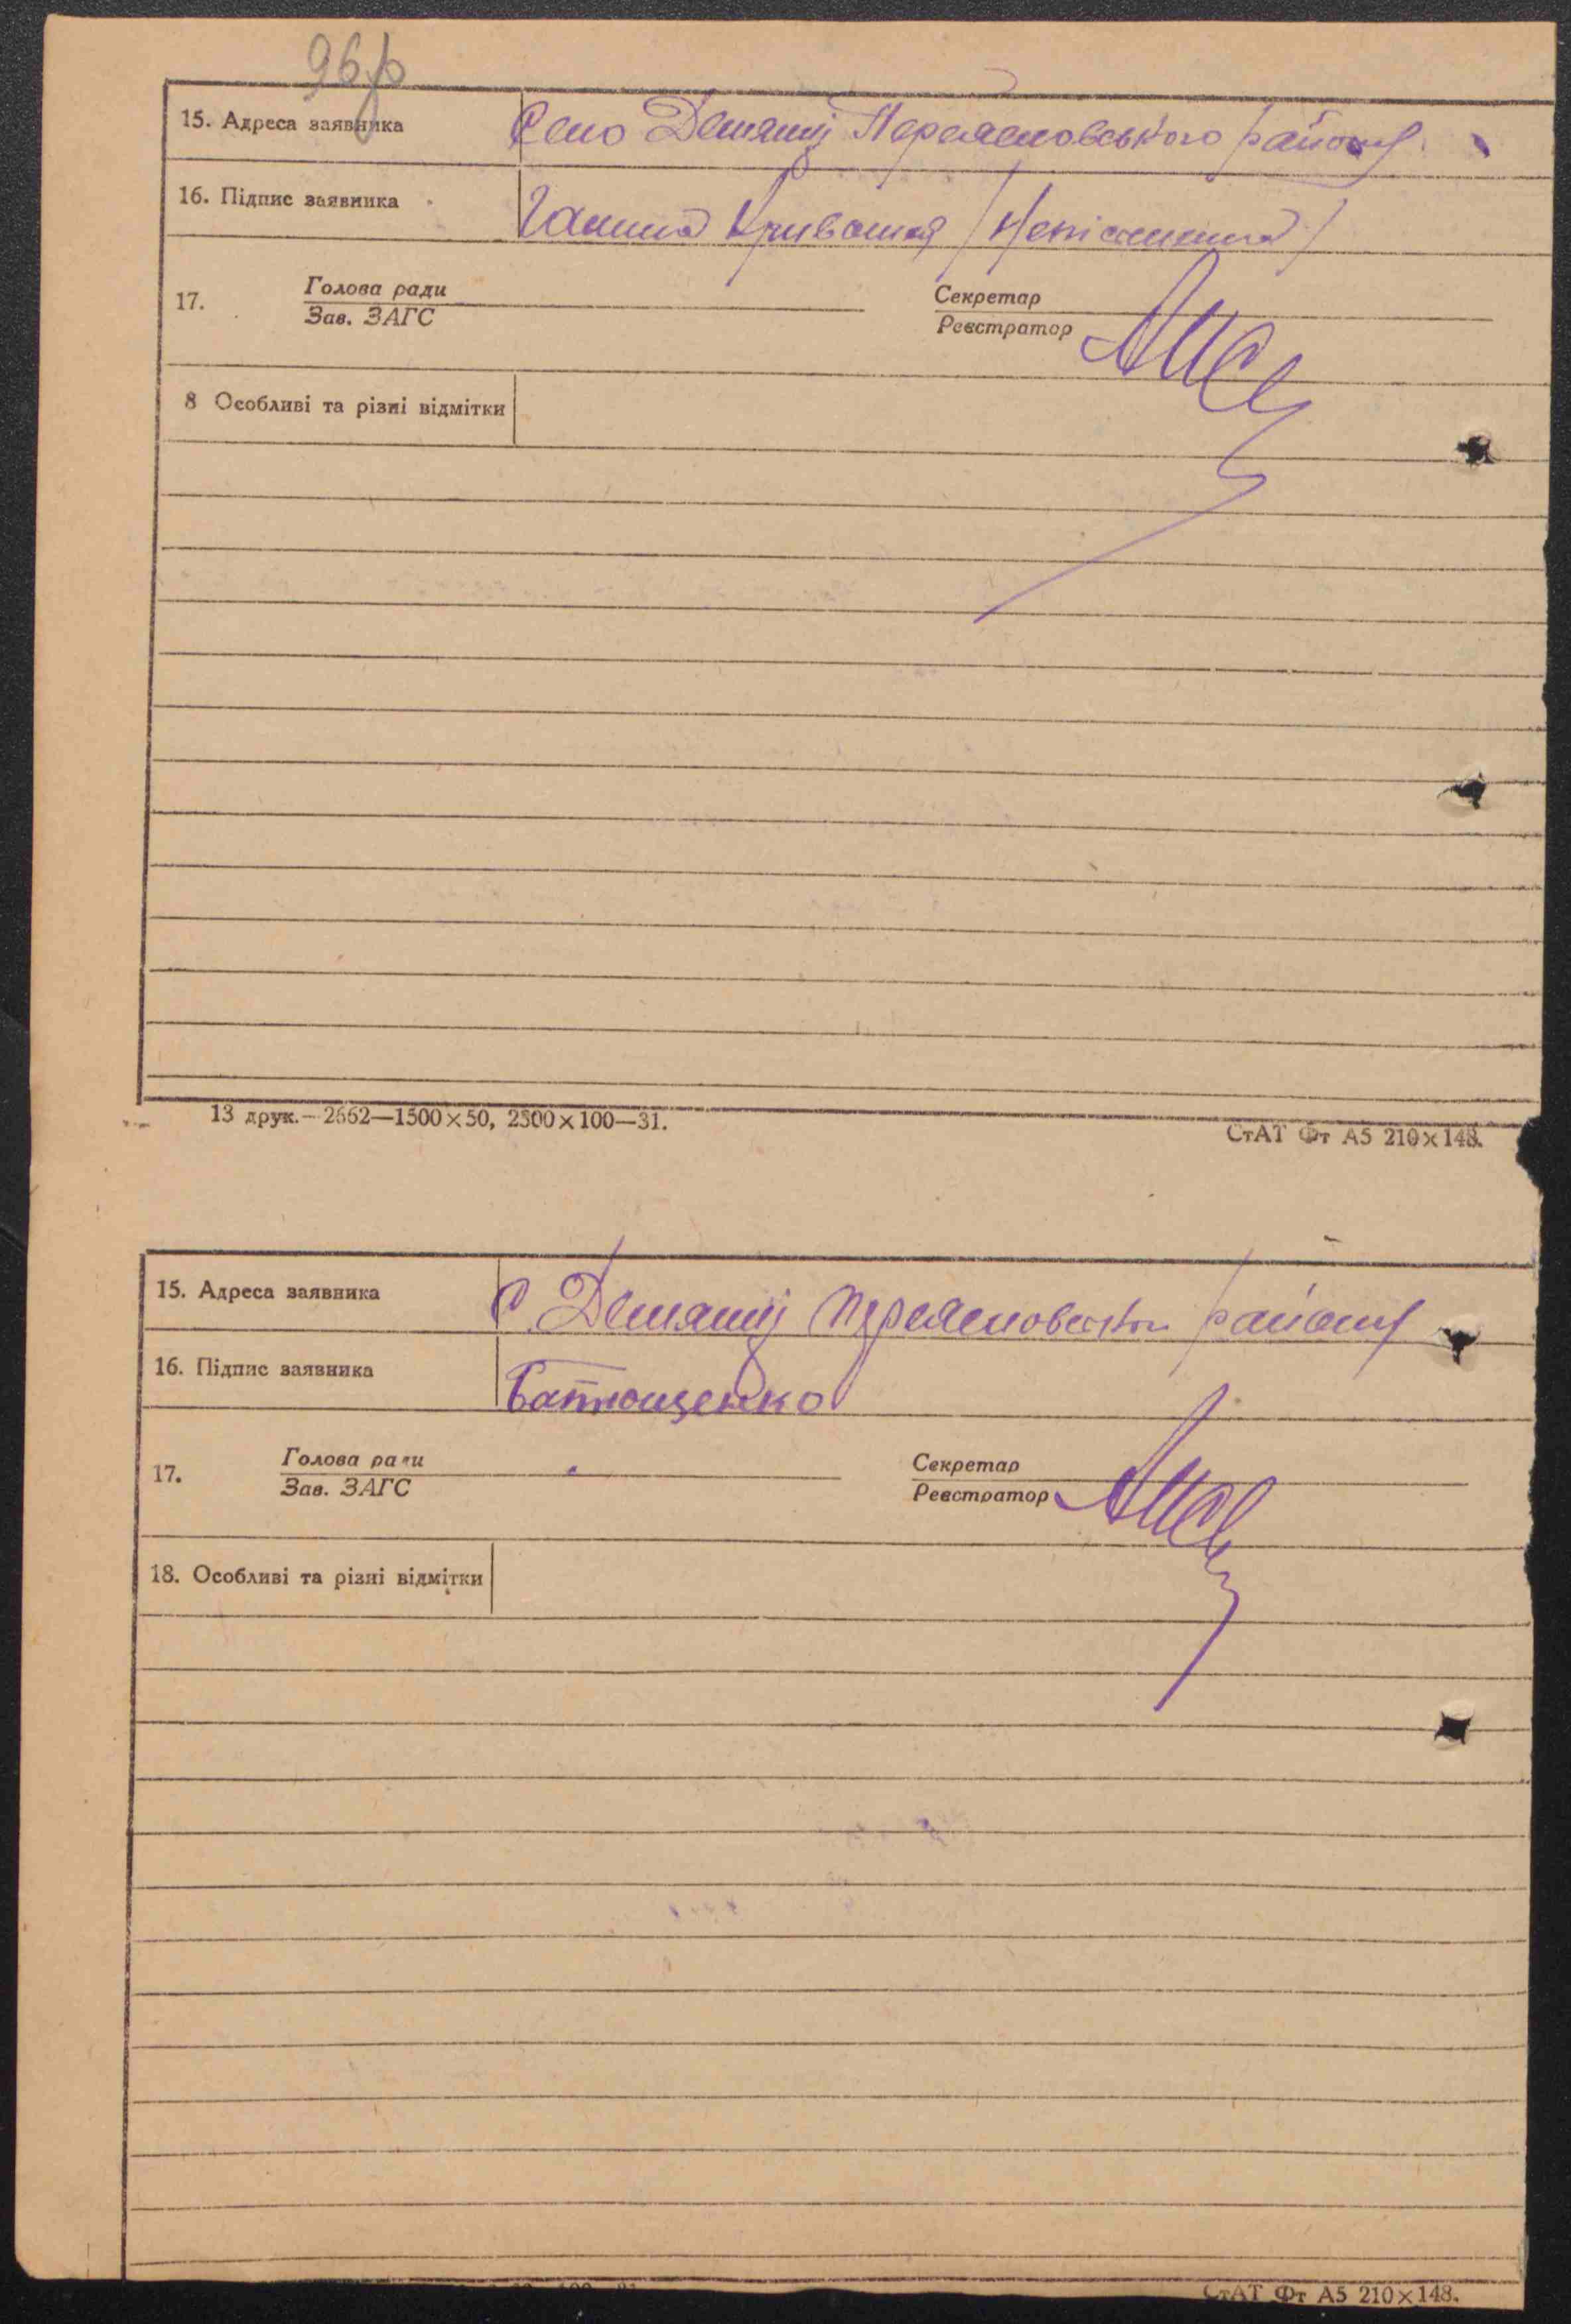 15. Адреса заявника Село Демянці Переяславського району
16. Підпис заявника Ганна Кривошия /Неписьменна/
17. Голова ради
Зав. ЗАГС
Секретар
Реєстратор
8 Особливі та різні відмітки
13 друк.—2662—1500×50, 2500×100—31.
СтАТ Фт А5 210×148.
15. Адреса заявника С. Демянці Переяславськ району
16. Підпис заявника Батющенко
17. Голова ради
Зав. ЗАГС
Секретар
Реєстратор
18. Особливі та різні відмітки
СтАТ Фт А5 210×148.